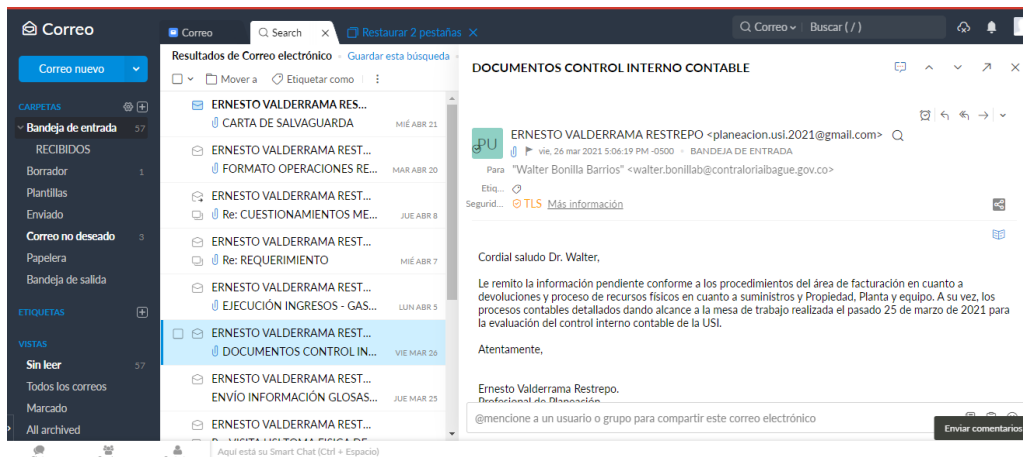 Correo
Correo
Search
Restaurar 2 pestañas
Correo
Buscar ( / )
Correo nuevo
CARPETAS
Bandeja de entrada 57
RECIBIDOS
Borrador 1
Plantillas
Enviado
Correo no deseado 3
Papelera
Bandeja de salida
ETIQUETAS
VISTAS
Sin leer 57
Todos los correos
Marcado
All archived
Resultados de Correo electrónico · Guardar esta búsqueda
Mover a Etiquetar como
ERNESTO VALDERRAMA RES...
CARTA DE SALVAGUARDA MIÉ ABR 21
ERNESTO VALDERRAMA REST...
FORMATO OPERACIONES RE... MAR ABR 20
ERNESTO VALDERRAMA REST...
Re: CUESTIONAMIENTOS ME... JUE ABR 8
ERNESTO VALDERRAMA REST...
Re: REQUERIMIENTO MIÉ ABR 7
ERNESTO VALDERRAMA REST...
EJECUCIÓN INGRESOS - GAS... LUN ABR 5
ERNESTO VALDERRAMA REST...
DOCUMENTOS CONTROL IN... VIE MAR 26
ERNESTO VALDERRAMA REST...
ENVÍO INFORMACIÓN GLOSAS... JUE MAR 25
ERNESTO VALDERRAMA REST...
DOCUMENTOS CONTROL INTERNO CONTABLE
PU
ERNESTO VALDERRAMA RESTREPO <planeacion.usi.2021@gmail.com>
vie, 26 mar 2021 5:06:19 PM -0500 · BANDEJA DE ENTRADA
Para "Walter Bonilla Barrios" <walter.bonillab@contraloriaibague.gov.co>
Etiq...
Segurid... TLS Más información
Cordial saludo Dr. Walter,
Le remito la información pendiente conforme a los procedimientos del área de facturación en cuanto a
devoluciones y proceso de recursos físicos en cuanto a suministros y Propiedad, Planta y equipo. A su vez, los
procesos contables detallados dando alcance a la mesa de trabajo realizada el pasado 25 de marzo de 2021 para
la evaluación del control interno contable de la USI.
Atentamente,
Ernesto Valderrama Restrepo.
Profesional de Planeación
@mencione a un usuario o grupo para compartir este correo electrónico
Enviar comentarios
Aquí está su Smart Chat (Ctrl + Espacio)